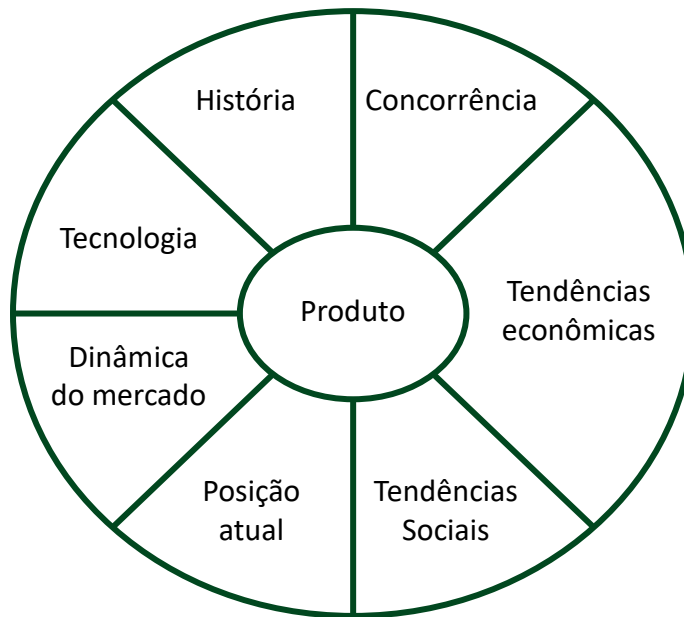 História
Concorrência
Tecnologia
Produto
Tendências
econômicas
Dinâmica
do mercado
Posição
atual
Tendências
Sociais